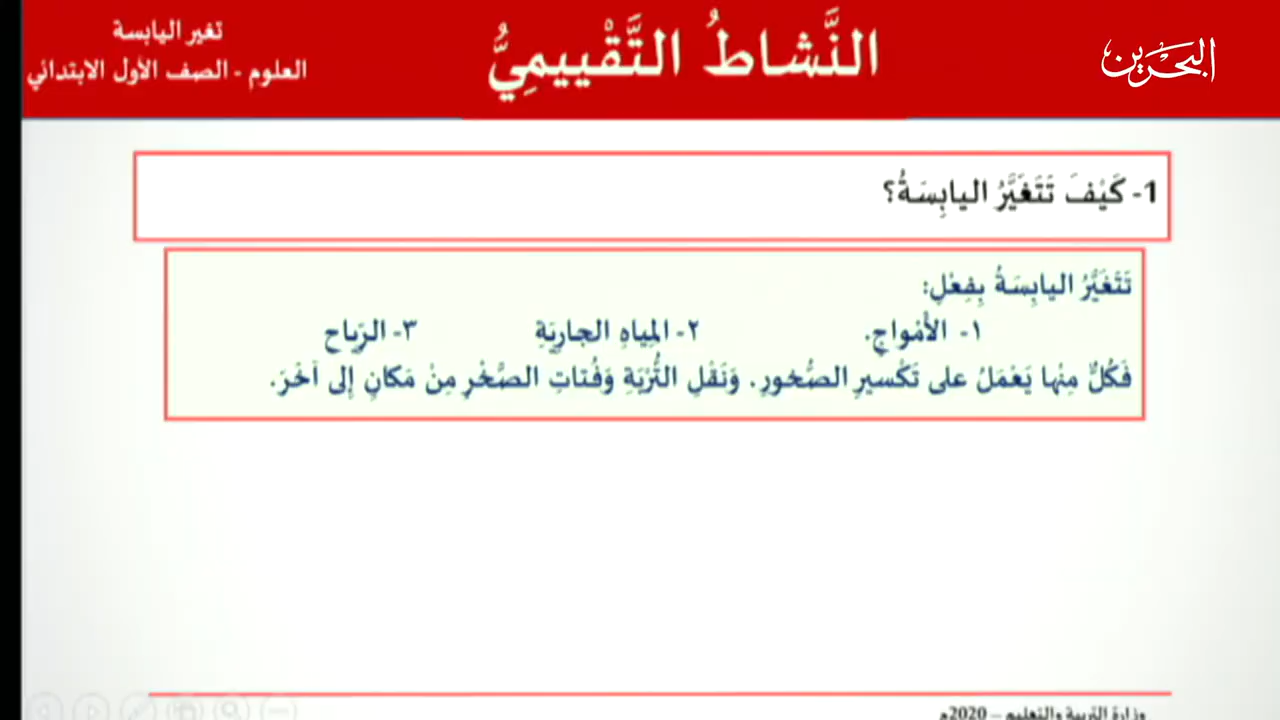 البحرين
النَّشاطُ التَّقْييمِيُّ
تغير اليابسة
العلوم - الصف الأول الابتدائي
1- كَيْفَ تَتَغَيَّرُ اليابِسَةُ؟
تَتَغَيَّرُ اليابِسَةُ بِفِعْلِ:
١- الأَمْواجِ. ٢- المِياهِ الجارِيَةِ ٣- الرِّياحِ
فَكُلٌّ مِنْها يَعْمَلُ على تَكْسيرِ الصُّخورِ. وَنَقْلِ التُّرْبَةِ وَفُتاتِ الصَّخْرِ مِنْ مَكانٍ إِلى آخَرَ.
وزارة التربية والتعليم – 2020م